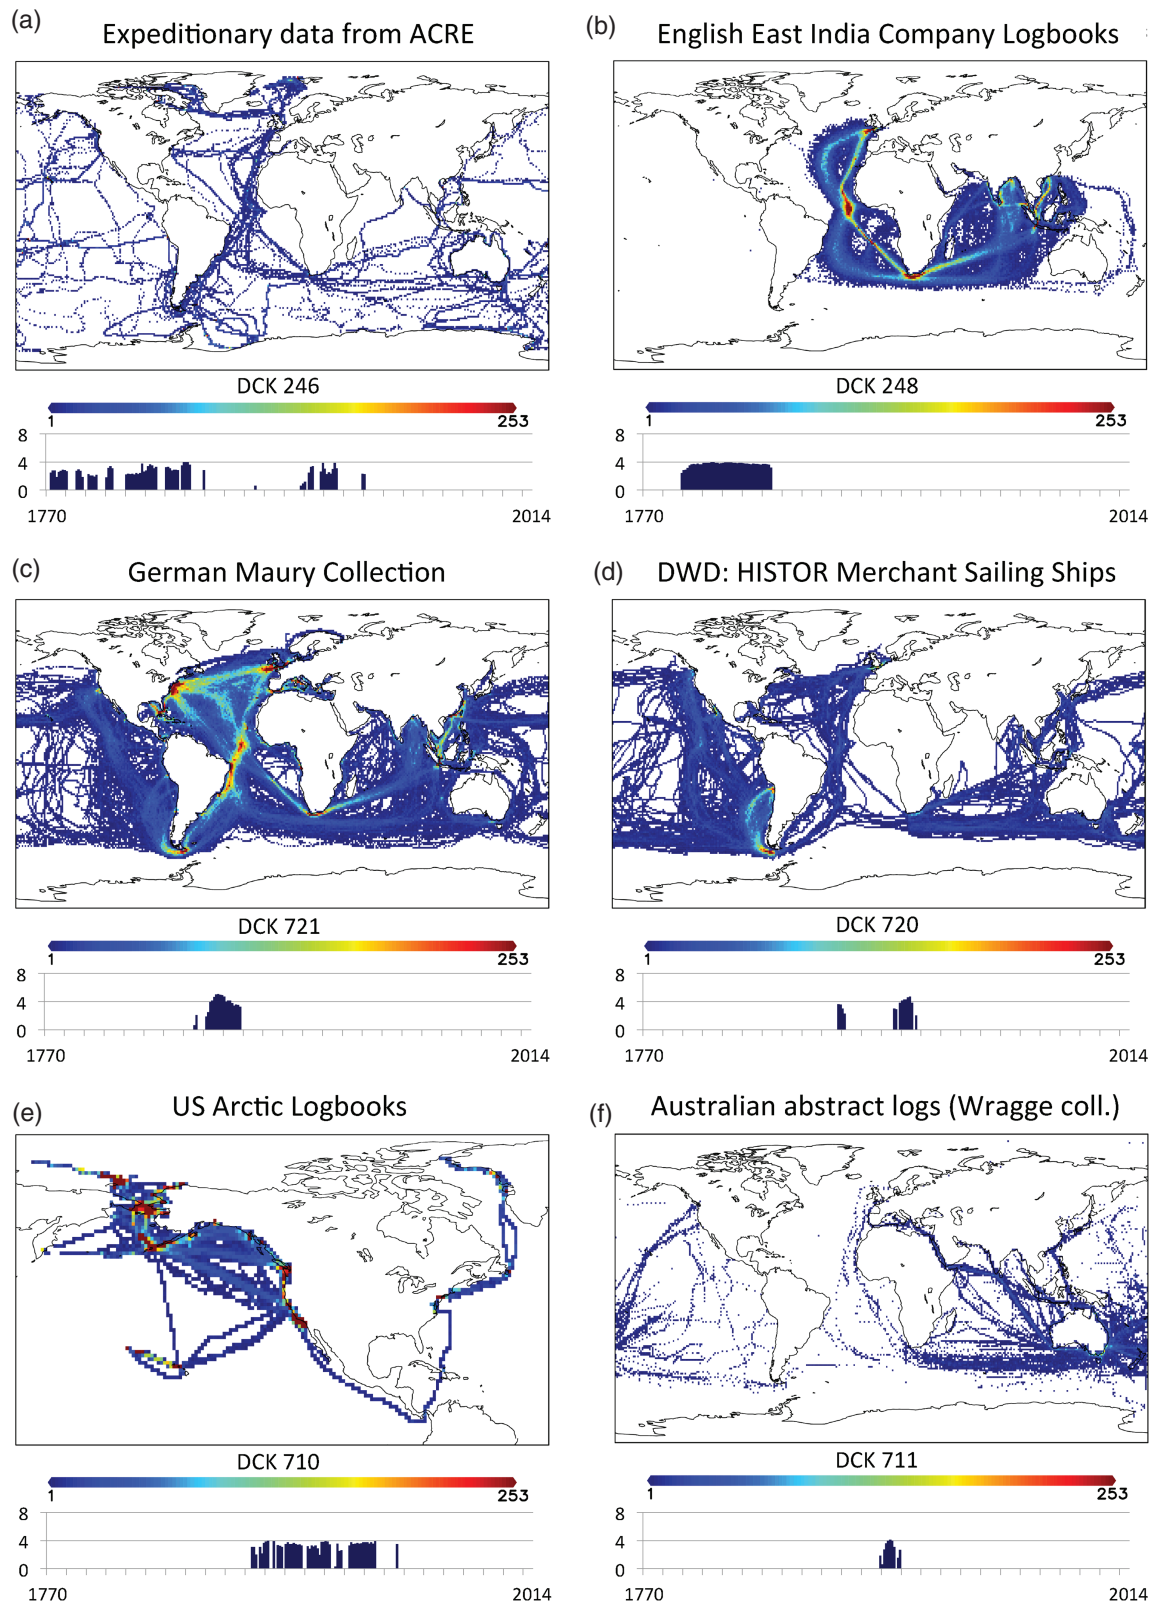 (a)
Expeditionary data from ACRE
DCK 246
1 253
8
4
0
1770 2014
(b)
English East India Company Logbooks
DCK 248
1 253
8
4
0
1770 2014
(c)
German Maury Collection
DCK 721
1 253
8
4
0
1770 2014
(d)
DWD: HISTOR Merchant Sailing Ships
DCK 720
1 253
8
4
0
1770 2014
(e)
US Arctic Logbooks
DCK 710
1 253
8
4
0
1770 2014
(f)
Australian abstract logs (Wragge coll.)
DCK 711
1 253
8
4
0
1770 2014